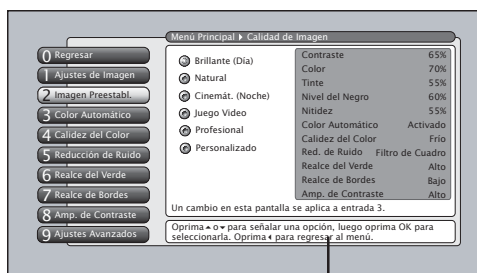 Menú Principal Calidad de Imagen
0 Regresar
1 Ajustes de Imagen
2 Imagen Preestabl.
3 Color Automático
4 Calidez del Color
5 Reducción de Ruido
6 Realce del Verde
7 Realce de Bordes
8 Amp. de Contraste
9 Ajustes Avanzados
Brillante (Día)
Natural
Cinemát. (Noche)
Juego Video
Profesional
Personalizado
Contraste 65%
Color 70%
Tinte 55%
Nivel del Negro 60%
Nitidez 55%
Color Automático Activado
Calidez del Color Frío
Red. de Ruido Filtro de Cuadro
Realce del Verde Alto
Realce de Bordes Bajo
Amp. de Contraste Alto
Un cambio en esta pantalla se aplica a entrada 3.
Oprima o para señalar una opción, luego oprima OK para
seleccionarla. Oprima para regresar al menú.